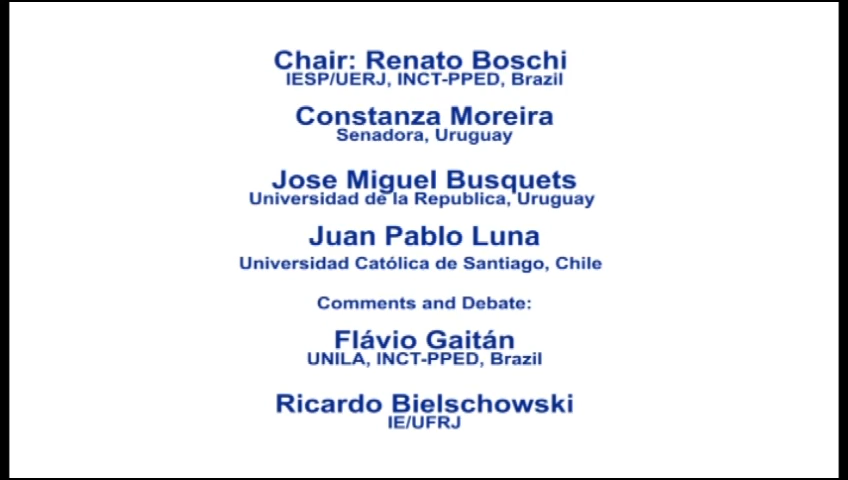 Chair: Renato Boschi
IESP/UERJ, INCT-PPED, Brazil
Constanza Moreira
Senadora, Uruguay
Jose Miguel Busquets
Universidad de la Republica, Uruguay
Juan Pablo Luna
Universidad Católica de Santiago, Chile
Comments and Debate:
Flávio Gaitán
UNILA, INCT-PPED, Brazil
Ricardo Bielschowski
IE/UFRJ